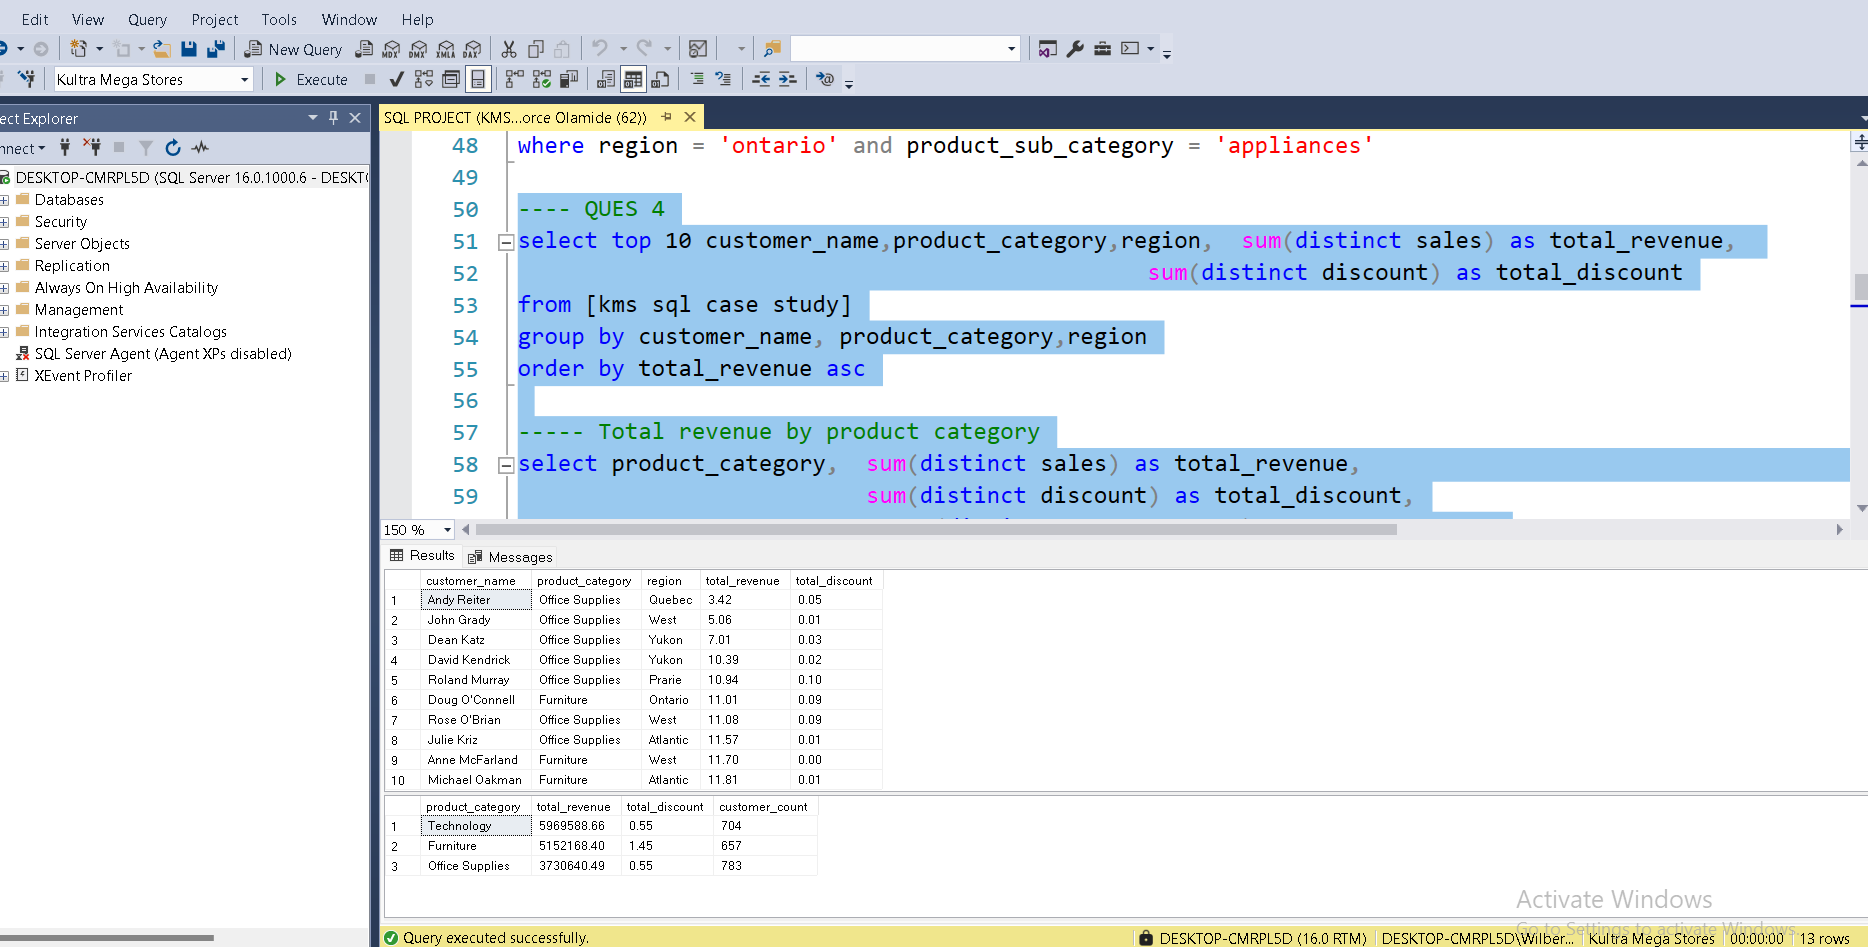 Edit View Query Project Tools Window Help
New Query MDX DMX XMLA DAX
Kultra Mega Stores Execute
ect Explorer
nnect
DESKTOP-CMRPL5D (SQL Server 16.0.1000.6 - DESKT
Databases
Security
Server Objects
Replication
Always On High Availability
Management
Integration Services Catalogs
SQL Server Agent (Agent XPs disabled)
XEvent Profiler
SQL PROJECT (KMS...orce Olamide (62))
48 where region = 'ontario' and product_sub_category = 'appliances'
49
50 ---- QUES 4
51 select top 10 customer_name,product_category,region, sum(distinct sales) as total_revenue,
52 sum(distinct discount) as total_discount
53 from [kms sql case study]
54 group by customer_name, product_category,region
55 order by total_revenue asc
56
57 ----- Total revenue by product category
58 select product_category, sum(distinct sales) as total_revenue,
59 sum(distinct discount) as total_discount,
150 %
Results Messages
customer_name product_category region total_revenue total_discount
1 Andy Reiter Office Supplies Quebec 3.42 0.05
2 John Grady Office Supplies West 5.06 0.01
3 Dean Katz Office Supplies Yukon 7.01 0.03
4 David Kendrick Office Supplies Yukon 10.39 0.02
5 Roland Murray Office Supplies Prarie 10.94 0.10
6 Doug O'Connell Furniture Ontario 11.01 0.09
7 Rose O'Brian Office Supplies West 11.08 0.09
8 Julie Kriz Office Supplies Atlantic 11.57 0.01
9 Anne McFarland Furniture West 11.70 0.00
10 Michael Oakman Furniture Atlantic 11.81 0.01
product_category total_revenue total_discount customer_count
1 Technology 5969588.66 0.55 704
2 Furniture 5152168.40 1.45 657
3 Office Supplies 3730640.49 0.55 783
Activate Windows
Go to Settings to activate Windows.
Query executed successfully. DESKTOP-CMRPL5D (16.0 RTM) DESKTOP-CMRPL5D\Wilber... Kultra Mega Stores 00:00:00 13 rows